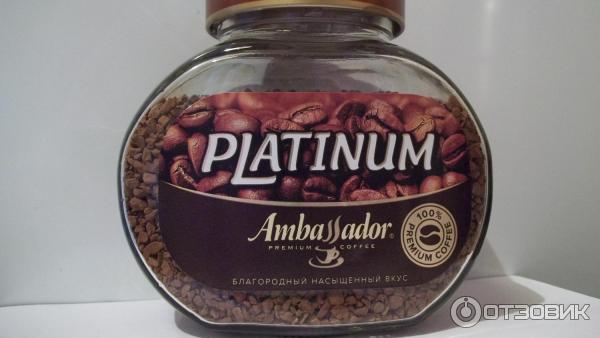 PLATINUM
Ambassador®
PREMIUM COFFEE
100%
PREMIUM COFFEE
БЛАГОРОДНЫЙ НАСЫЩЕННЫЙ ВКУС
ОТЗОВИК